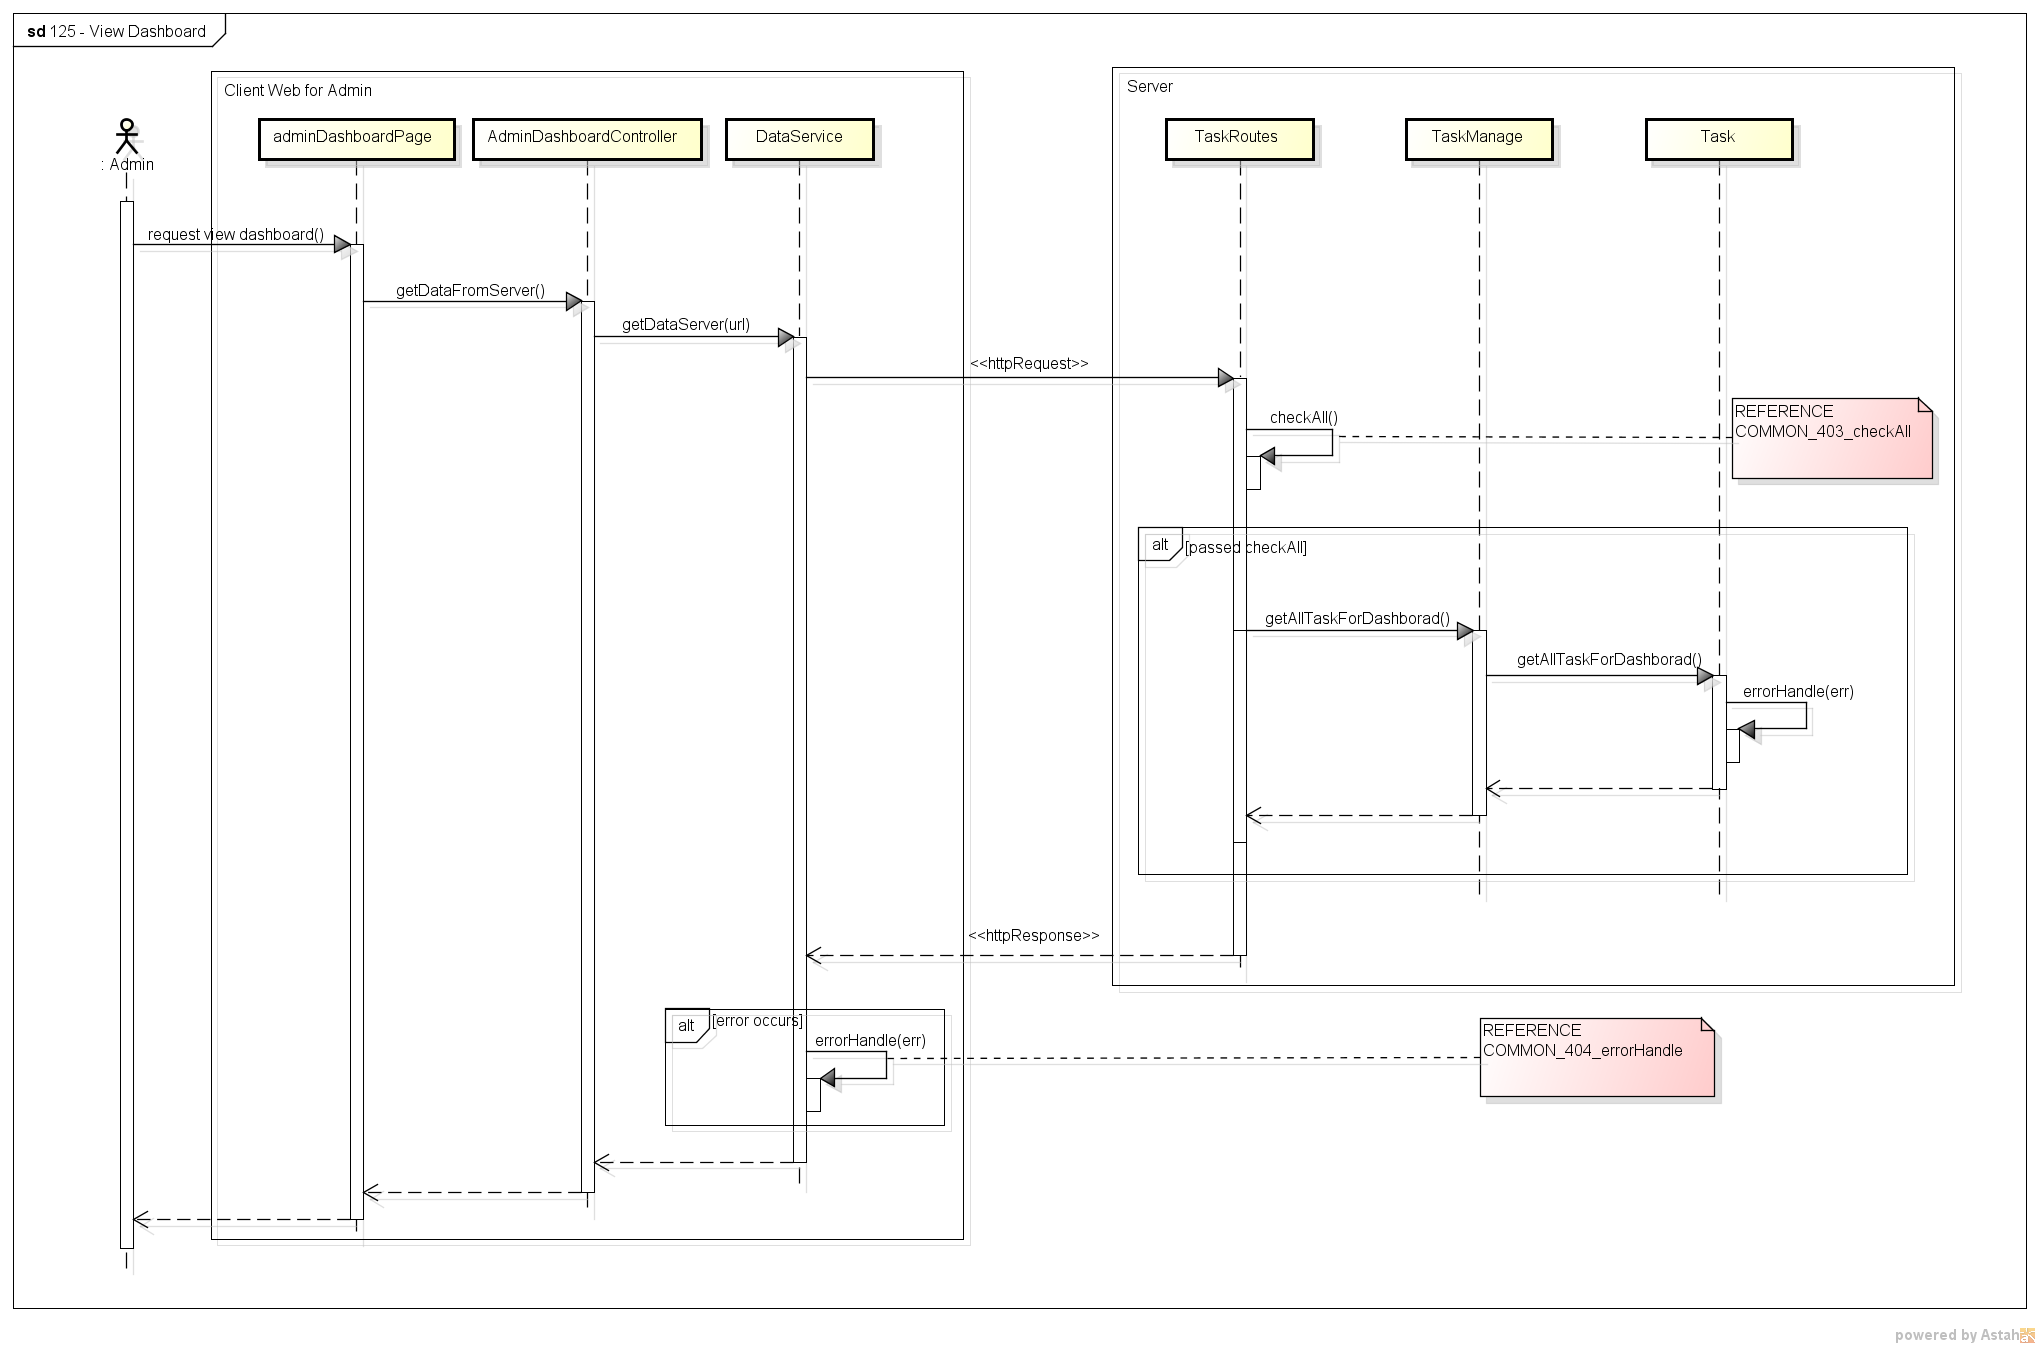 sd 125 - View Dashboard
Client Web for Admin
Server
: Admin
adminDashboardPage
AdminDashboardController
DataService
TaskRoutes
TaskManage
Task
request view dashboard()
getDataFromServer()
getDataServer(url)
<<httpRequest>>
checkAll()
REFERENCE
COMMON_403_checkAll
alt
[passed checkAll]
getAllTaskForDashborad()
getAllTaskForDashborad()
errorHandle(err)
<<httpResponse>>
alt
[error occurs]
errorHandle(err)
REFERENCE
COMMON_404_errorHandle
powered by Astah